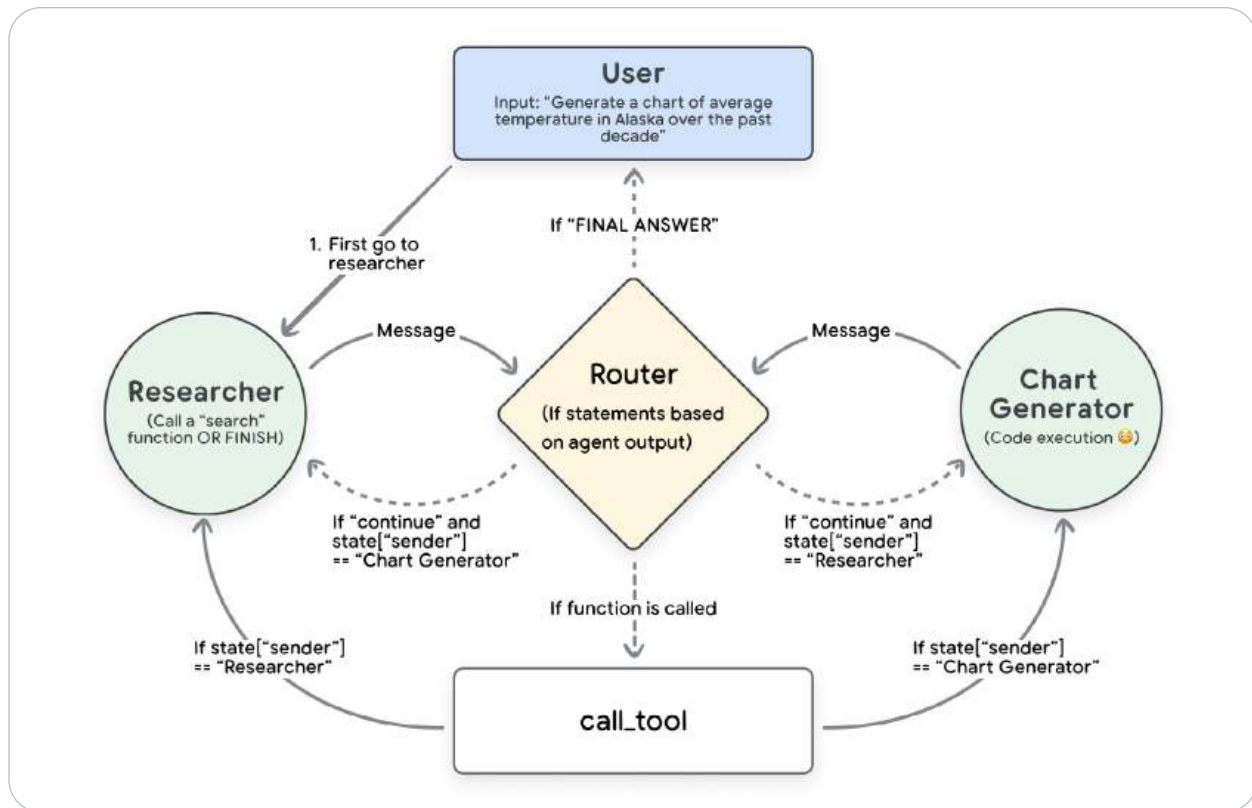 User
Input: “Generate a chart of average
temperature in Alaska over the past
decade”
If “FINAL ANSWER”
1. First go to
researcher
Message
Message
Researcher
(Call a “search”
function OR FINISH)
Router
(If statements based
on agent output)
Chart
Generator
(Code execution 😳)
If “continue” and
state[“sender”]
== “Chart Generator”
If “continue” and
state[“sender”]
== “Researcher”
If function is called
If state[“sender”]
== “Researcher”
If state[“sender”]
== “Chart Generator”
call_tool